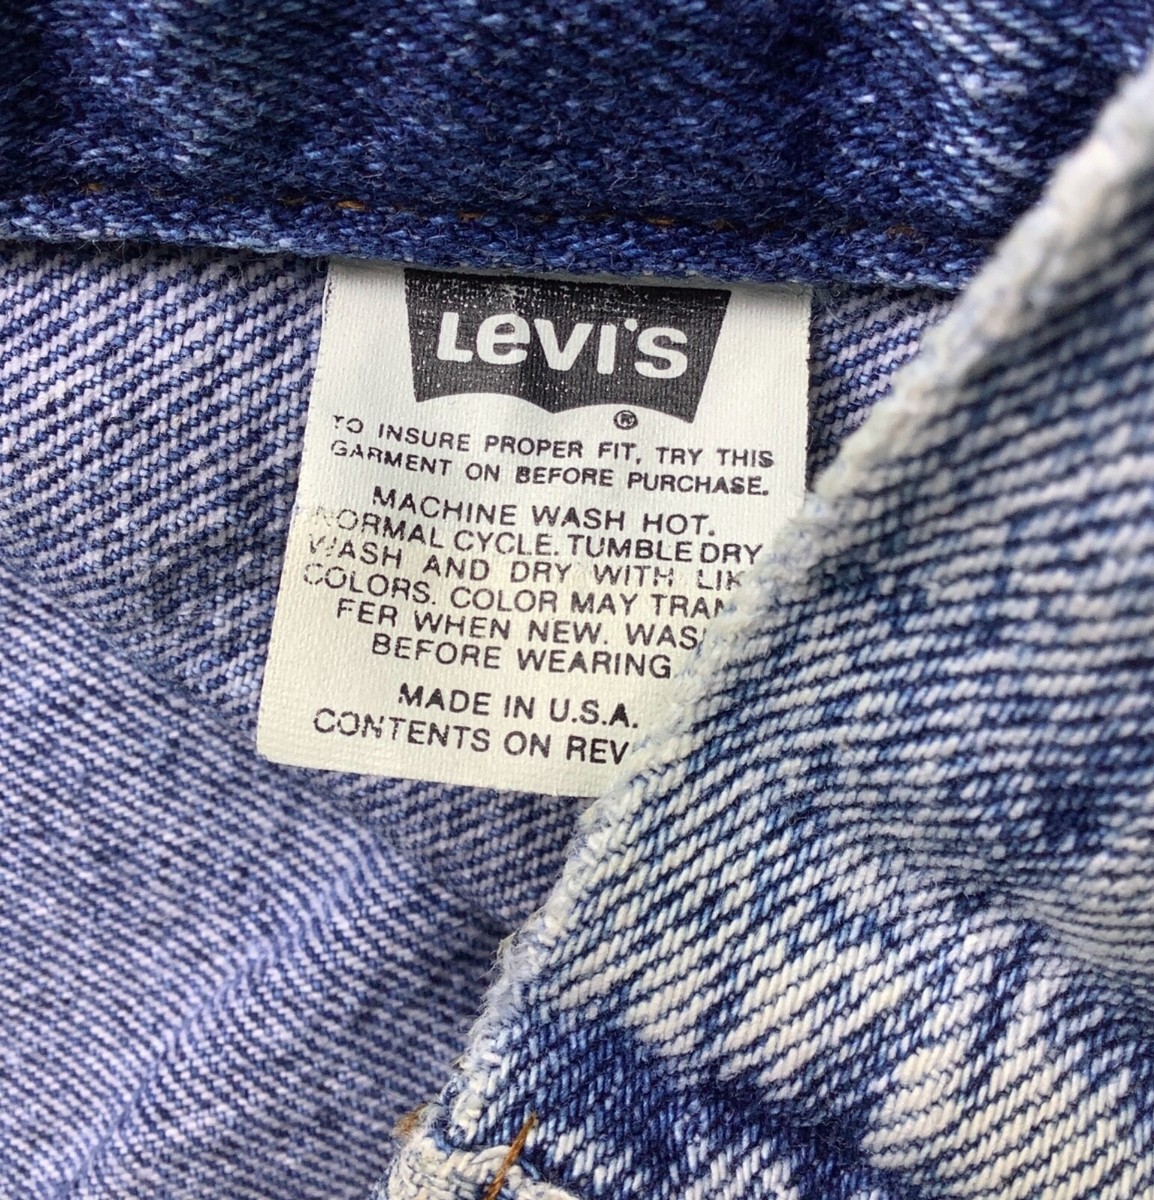 Levi's ®
TO INSURE PROPER FIT, TRY THIS
GARMENT ON BEFORE PURCHASE.
MACHINE WASH HOT.
NORMAL CYCLE. TUMBLE DRY
WASH AND DRY WITH LIK
COLORS. COLOR MAY TRAN
FER WHEN NEW. WAS
BEFORE WEARING
MADE IN U.S.A.
CONTENTS ON REV